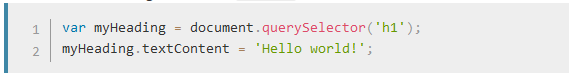 1 var myHeading = document.querySelector('h1');
2 myHeading.textContent = 'Hello world!';